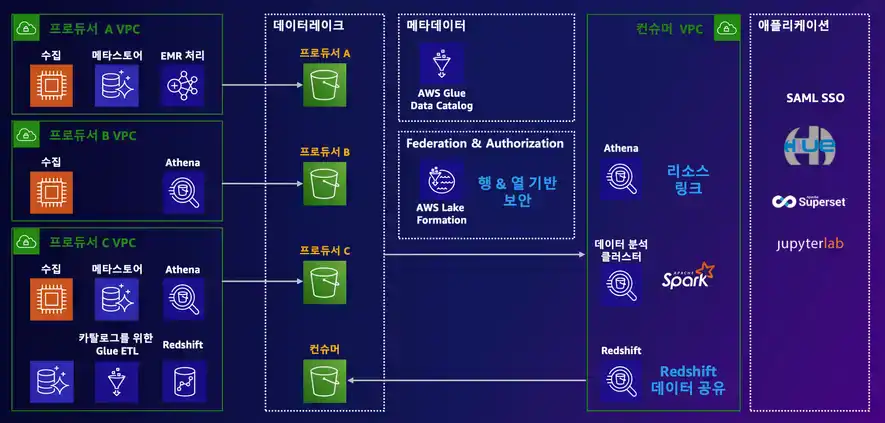 프로듀서 A VPC
수집
메타스토어
EMR 처리
프로듀서 B VPC
수집
Athena
프로듀서 C VPC
수집
메타스토어
Athena
카탈로그를 위한
Glue ETL
Redshift
데이터레이크
프로듀서 A
프로듀서 B
프로듀서 C
컨슈머
메타데이터
AWS Glue
Data Catalog
Federation & Authorization
AWS Lake
Formation
행 & 열 기반
보안
컨슈머 VPC
Athena
리소스
링크
데이터 분석
클러스터
APACHE
Spark
Redshift
Redshift
데이터 공유
애플리케이션
SAML SSO
HUE
Superset
jupyterlab